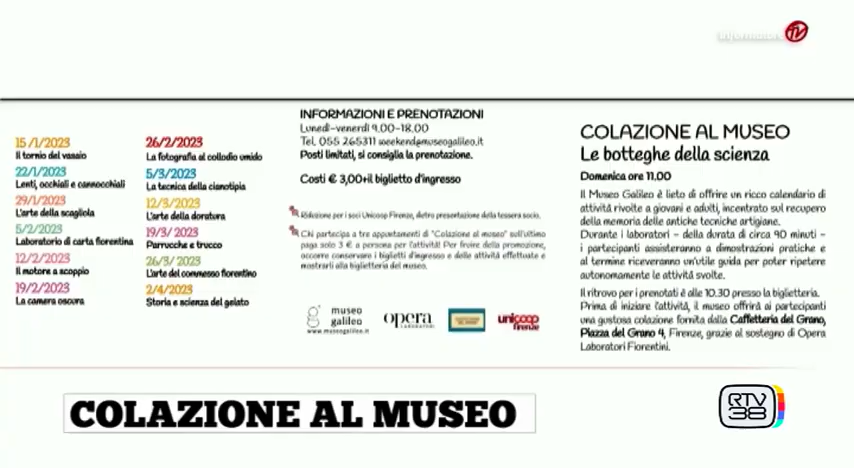 informatore TV
15/1/2023
Il tornio del vasaio
22/1/2023
Lenti, occhiali e cannocchiali
29/1/2023
L'arte della scagliola
5/2/2023
Laboratorio di carta fiorentina
12/2/2023
Il motore a scoppio
19/2/2023
La camera oscura
26/2/2023
La fotografia al collodio umido
5/3/2023
La tecnica della cianotipia
12/3/2023
L'arte della doratura
19/3/2023
Parrucche e trucco
26/3/2023
L'arte del commesso fiorentino
2/4/2023
Storia e scienza del gelato
INFORMAZIONI E PRENOTAZIONI
Lunedì-venerdì 9.00-18.00
Tel. 055 265311 weekend@museogalileo.it
Posti limitati, si consiglia la prenotazione.
Costi € 3,00+il biglietto d'ingresso
Riduzione per i soci Unicoop Firenze, dietro presentazione della tessera socio.
Chi partecipa a tre appuntamenti di "Colazione al museo" sull'ultimo
paga solo 3 € a persona per l'attività! Per fruire della promozione,
occorre conservare i biglietti d'ingresso e delle attività effettuate e
mostrarli alla biglietteria del museo.
museo
galileo
www.museogalileo.it
opera
LABORATORI
unicoop
firenze
COLAZIONE AL MUSEO
Le botteghe della scienza
Domenica ore 11.00
Il Museo Galileo è lieto di offrire un ricco calendario di
attività rivolte a giovani e adulti, incentrato sul recupero
della memoria delle antiche tecniche artigiane.
Durante i laboratori – della durata di circa 90 minuti –
i partecipanti assisteranno a dimostrazioni pratiche e
al termine riceveranno un'utile guida per poter ripetere
autonomamente le attività svolte.
Il ritrovo per i prenotati è alle 10.30 presso la biglietteria.
Prima di iniziare l'attività, il museo offrirà ai partecipanti
una gustosa colazione fornita dalla Caffetteria del Grano,
Piazza del Grano 4, Firenze, grazie al sostegno di Opera
Laboratori Fiorentini.
COLAZIONE AL MUSEO
RTV
38